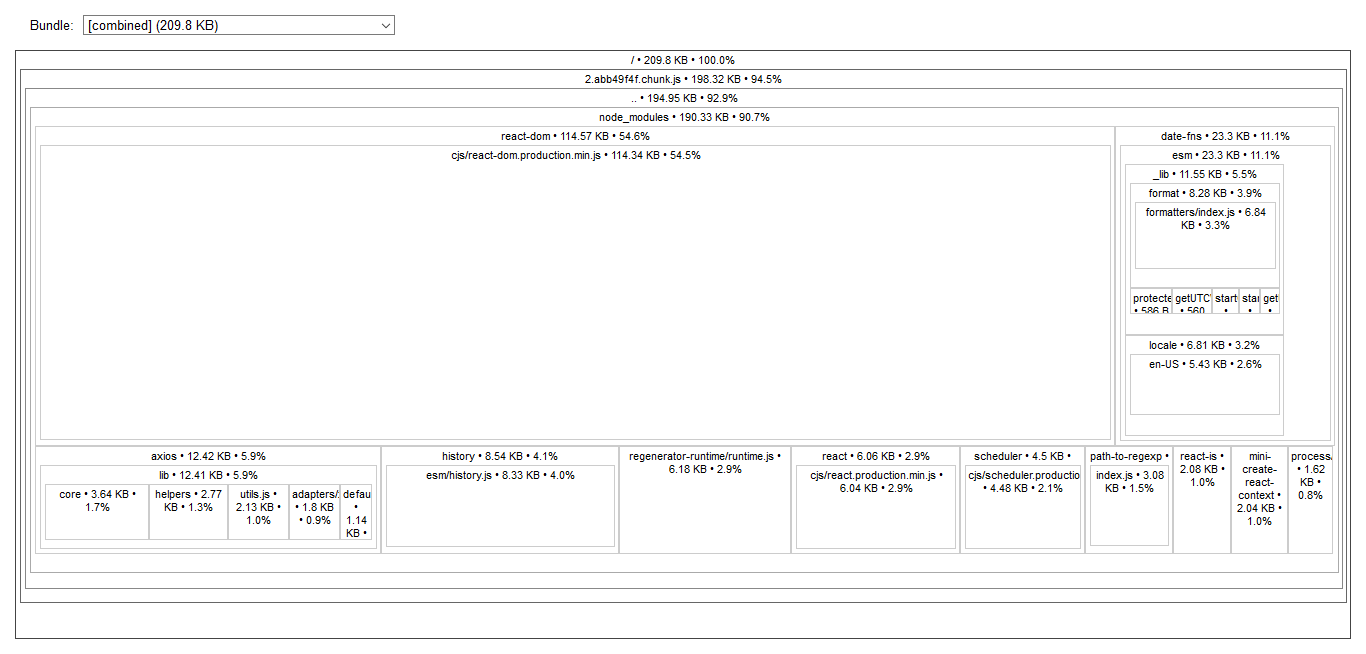 Bundle: [combined] (209.8 KB)
/ • 209.8 KB • 100.0%
2.abb49f4f.chunk.js • 198.32 KB • 94.5%
.. • 194.95 KB • 92.9%
node_modules • 190.33 KB • 90.7%
react-dom • 114.57 KB • 54.6%
cjs/react-dom.production.min.js • 114.34 KB • 54.5%
date-fns • 23.3 KB • 11.1%
esm • 23.3 KB • 11.1%
_lib • 11.55 KB • 5.5%
format • 8.28 KB • 3.9%
formatters/index.js • 6.84
KB • 3.3%
protecte
• 586 B
getUTC
• 560
start
•
star
•
get
•
locale • 6.81 KB • 3.2%
en-US • 5.43 KB • 2.6%
axios • 12.42 KB • 5.9%
lib • 12.41 KB • 5.9%
core • 3.64 KB •
1.7%
helpers • 2.77
KB • 1.3%
utils.js •
2.13 KB •
1.0%
adapters/
• 1.8 KB
• 0.9%
defau
•
1.14
KB •
history • 8.54 KB • 4.1%
esm/history.js • 8.33 KB • 4.0%
regenerator-runtime/runtime.js •
6.18 KB • 2.9%
react • 6.06 KB • 2.9%
cjs/react.production.min.js •
6.04 KB • 2.9%
scheduler • 4.5 KB •
cjs/scheduler.productio
• 4.48 KB • 2.1%
path-to-regexp •
index.js • 3.08
KB • 1.5%
react-is •
2.08 KB •
1.0%
mini-
create-
react-
context •
2.04 KB •
1.0%
process
• 1.62
KB •
0.8%